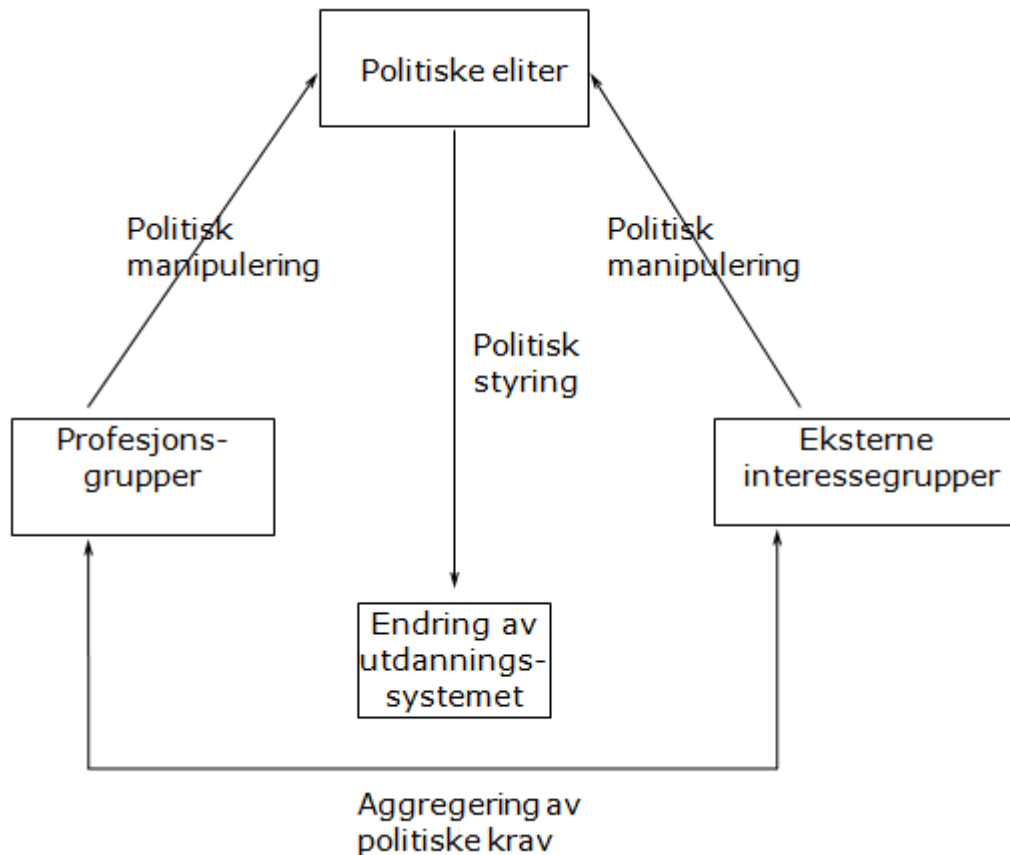 Politiske eliter
Politisk
manipulering
Politisk
manipulering
Politisk
styring
Profesjons-
grupper
Eksterne
interessegrupper
Endring av
utdannings-
systemet
Aggregering av
politiske krav